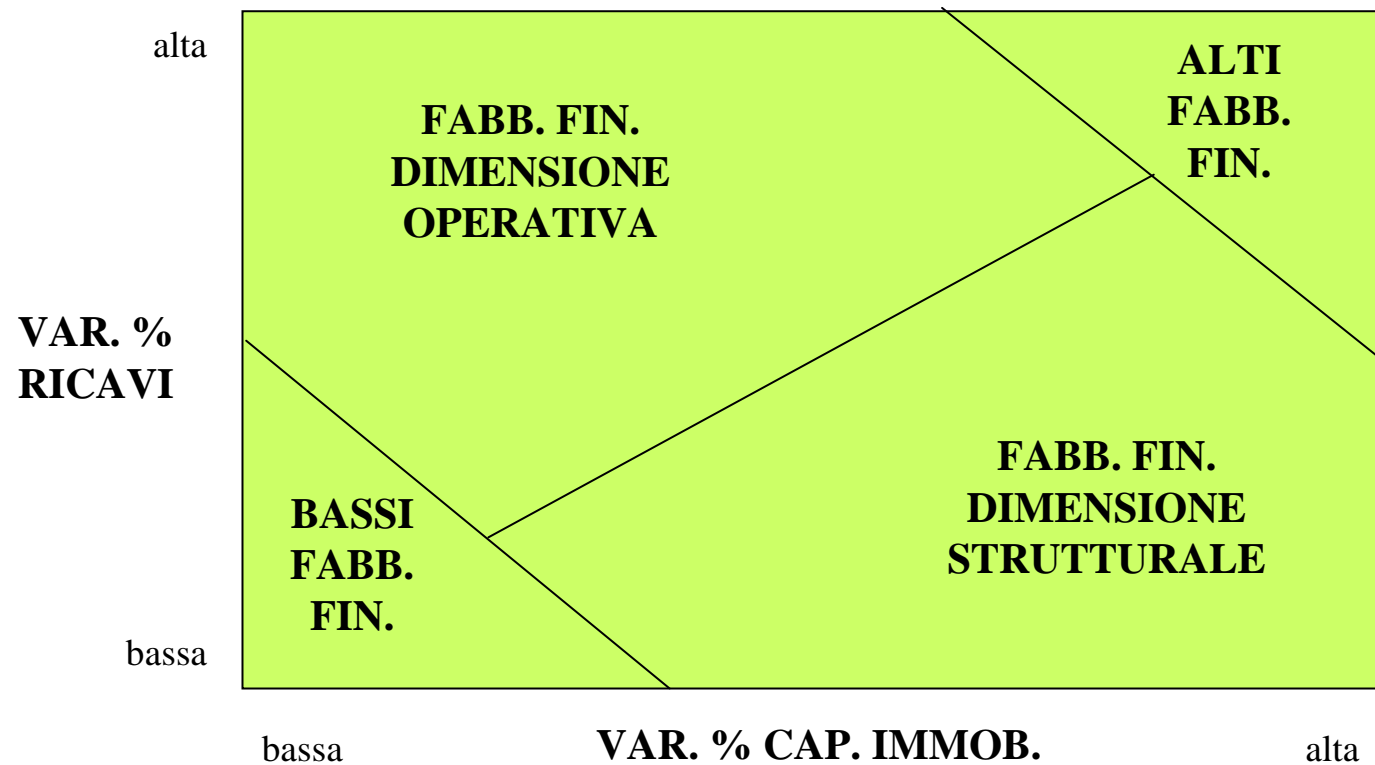 alta
ALTI
FABB.
FIN.
FABB. FIN.
DIMENSIONE
OPERATIVA
VAR. %
RICAVI
FABB. FIN.
DIMENSIONE
STRUTTURALE
BASSI
FABB.
FIN.
bassa
bassa
VAR. % CAP. IMMOB.
alta